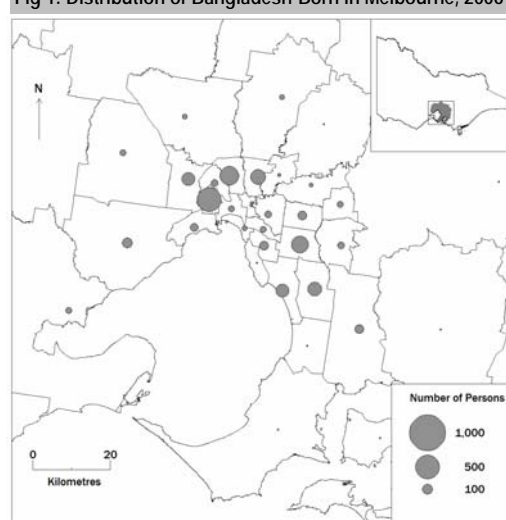 Fig 1: Distribution of Bangladesh-Born in Melbourne, 2006
N
Number of Persons
1,000
500
100
0 20
Kilometres